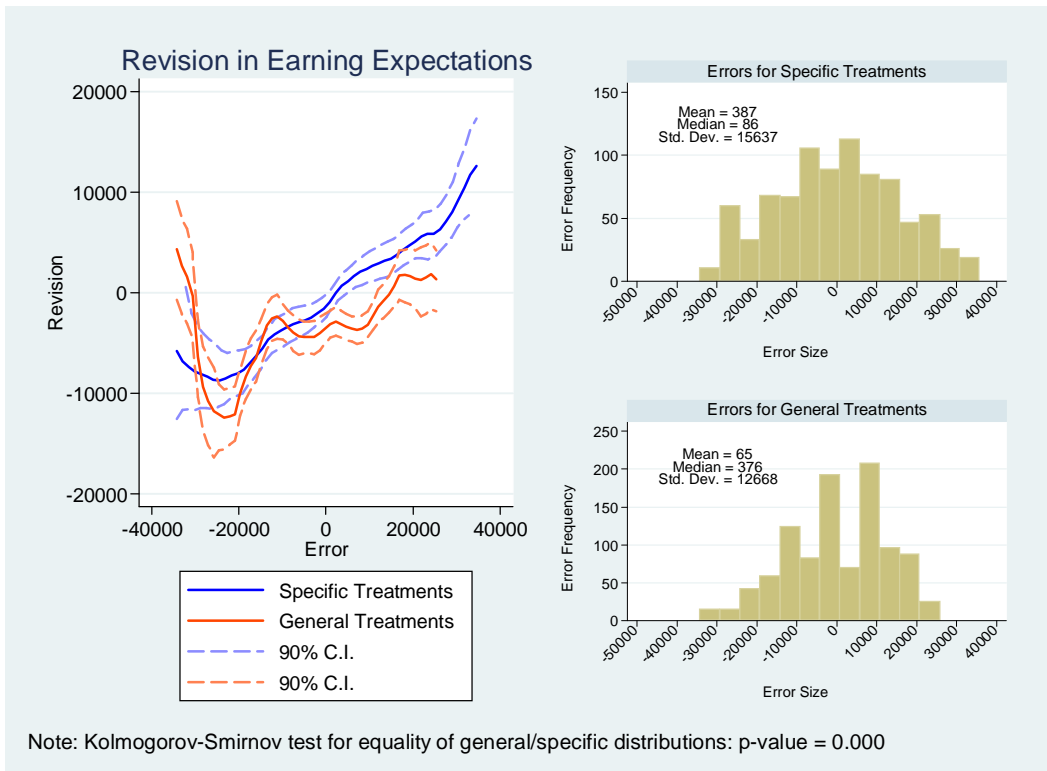 Revision in Earning Expectations
20000
10000
0
-10000
-20000
Revision
-40000 -20000 0 20000 40000
Error
Specific Treatments
General Treatments
90% C.I.
90% C.I.
Errors for Specific Treatments
Mean = 387
Median = 86
Std. Dev. = 15637
150
100
50
0
Error Frequency
-50000 -40000 -30000 -20000 -10000 0 10000 20000 30000 40000
Error Size
Errors for General Treatments
Mean = 65
Median = 376
Std. Dev. = 12668
250
200
150
100
50
0
Error Frequency
-50000 -40000 -30000 -20000 -10000 0 10000 20000 30000 40000
Error Size
Note: Kolmogorov-Smirnov test for equality of general/specific distributions: p-value = 0.000